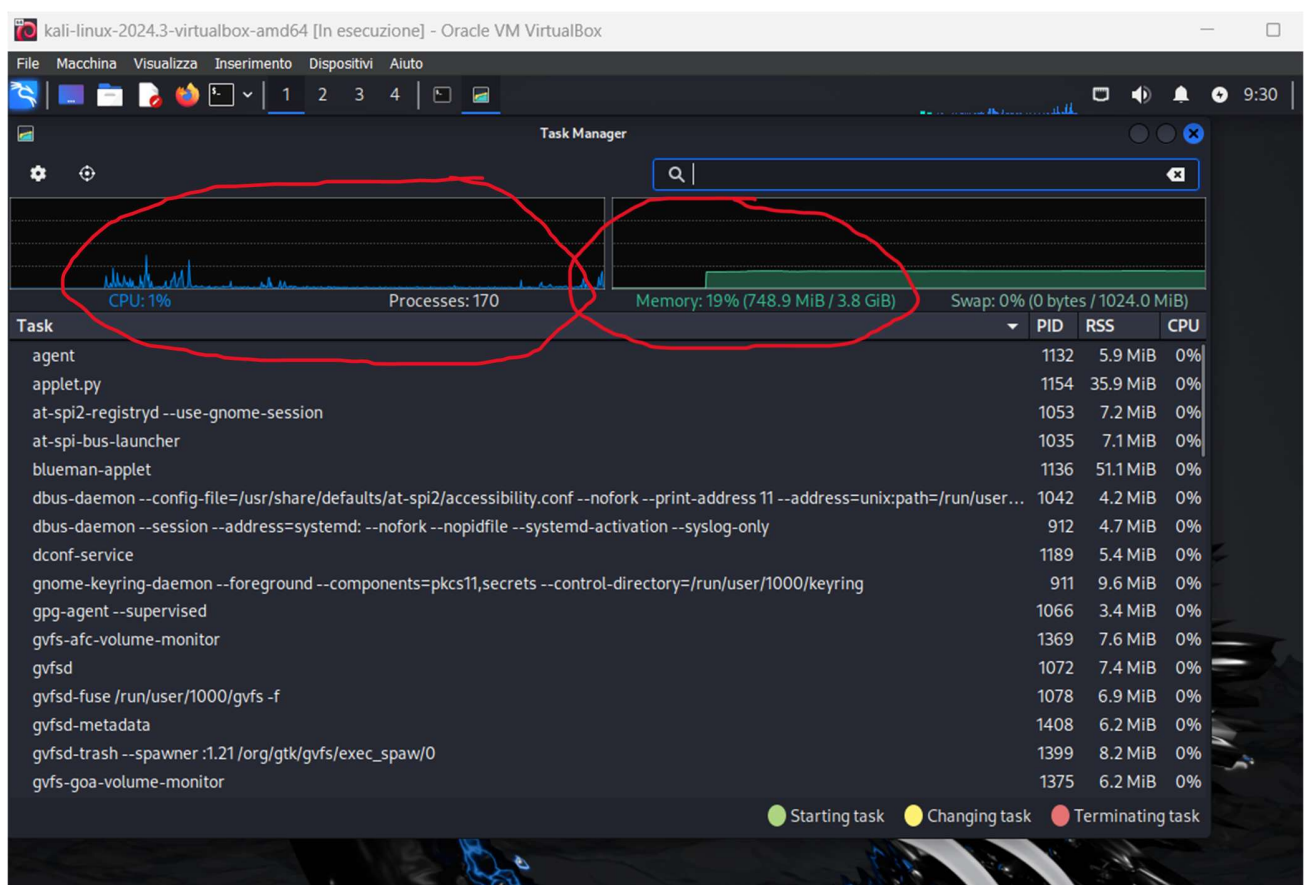 kali-linux-2024.3-virtualbox-amd64 [In esecuzione] - Oracle VM VirtualBox
File Macchina Visualizza Inserimento Dispositivi Aiuto
1 2 3 4 9:30
Task Manager
CPU: 1% Processes: 170 Memory: 19% (748.9 MiB / 3.8 GiB) Swap: 0% (0 bytes / 1024.0 MiB)
Task PID RSS CPU
agent 1132 5.9 MiB 0%
applet.py 1154 35.9 MiB 0%
at-spi2-registryd --use-gnome-session 1053 7.2 MiB 0%
at-spi-bus-launcher 1035 7.1 MiB 0%
blueman-applet 1136 51.1 MiB 0%
dbus-daemon --config-file=/usr/share/defaults/at-spi2/accessibility.conf --nofork --print-address 11 --address=unix:path=/run/user... 1042 4.2 MiB 0%
dbus-daemon --session --address=systemd: --nofork --nopidfile --systemd-activation --syslog-only 912 4.7 MiB 0%
dconf-service 1189 5.4 MiB 0%
gnome-keyring-daemon --foreground --components=pkcs11,secrets --control-directory=/run/user/1000/keyring 911 9.6 MiB 0%
gpg-agent --supervised 1066 3.4 MiB 0%
gvfs-afc-volume-monitor 1369 7.6 MiB 0%
gvfsd 1072 7.4 MiB 0%
gvfsd-fuse /run/user/1000/gvfs -f 1078 6.9 MiB 0%
gvfsd-metadata 1408 6.2 MiB 0%
gvfsd-trash --spawner :1.21 /org/gtk/gvfs/exec_spaw/0 1399 8.2 MiB 0%
gvfs-goa-volume-monitor 1375 6.2 MiB 0%
Starting task Changing task Terminating task